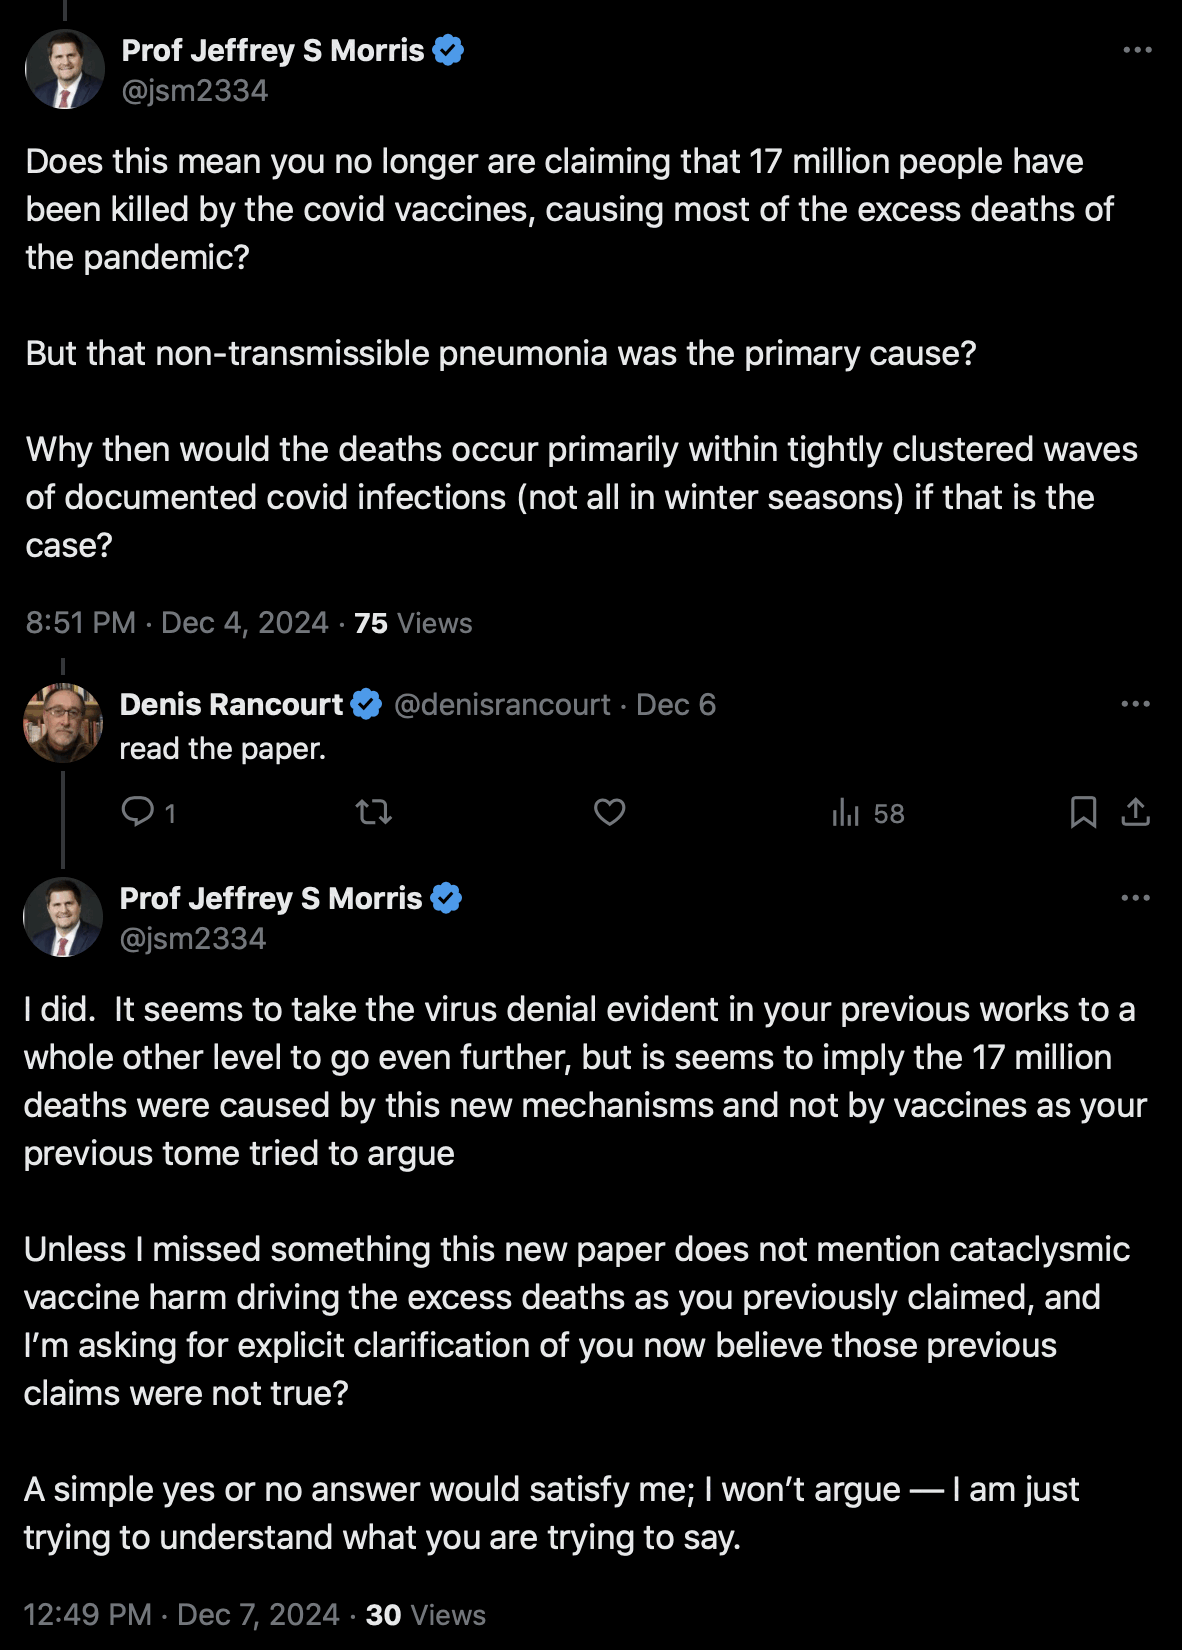 Prof Jeffrey S Morris
@jsm2334
Does this mean you no longer are claiming that 17 million people have
been killed by the covid vaccines, causing most of the excess deaths of
the pandemic?
But that non-transmissible pneumonia was the primary cause?
Why then would the deaths occur primarily within tightly clustered waves
of documented covid infections (not all in winter seasons) if that is the
case?
8:51 PM · Dec 4, 2024 · 75 Views
Denis Rancourt @denisrancourt · Dec 6
read the paper.
1 58
Prof Jeffrey S Morris
@jsm2334
I did.  It seems to take the virus denial evident in your previous works to a
whole other level to go even further, but is seems to imply the 17 million
deaths were caused by this new mechanisms and not by vaccines as your
previous tome tried to argue
Unless I missed something this new paper does not mention cataclysmic
vaccine harm driving the excess deaths as you previously claimed, and
I’m asking for explicit clarification of you now believe those previous
claims were not true?
A simple yes or no answer would satisfy me; I won’t argue — I am just
trying to understand what you are trying to say.
12:49 PM · Dec 7, 2024 · 30 Views